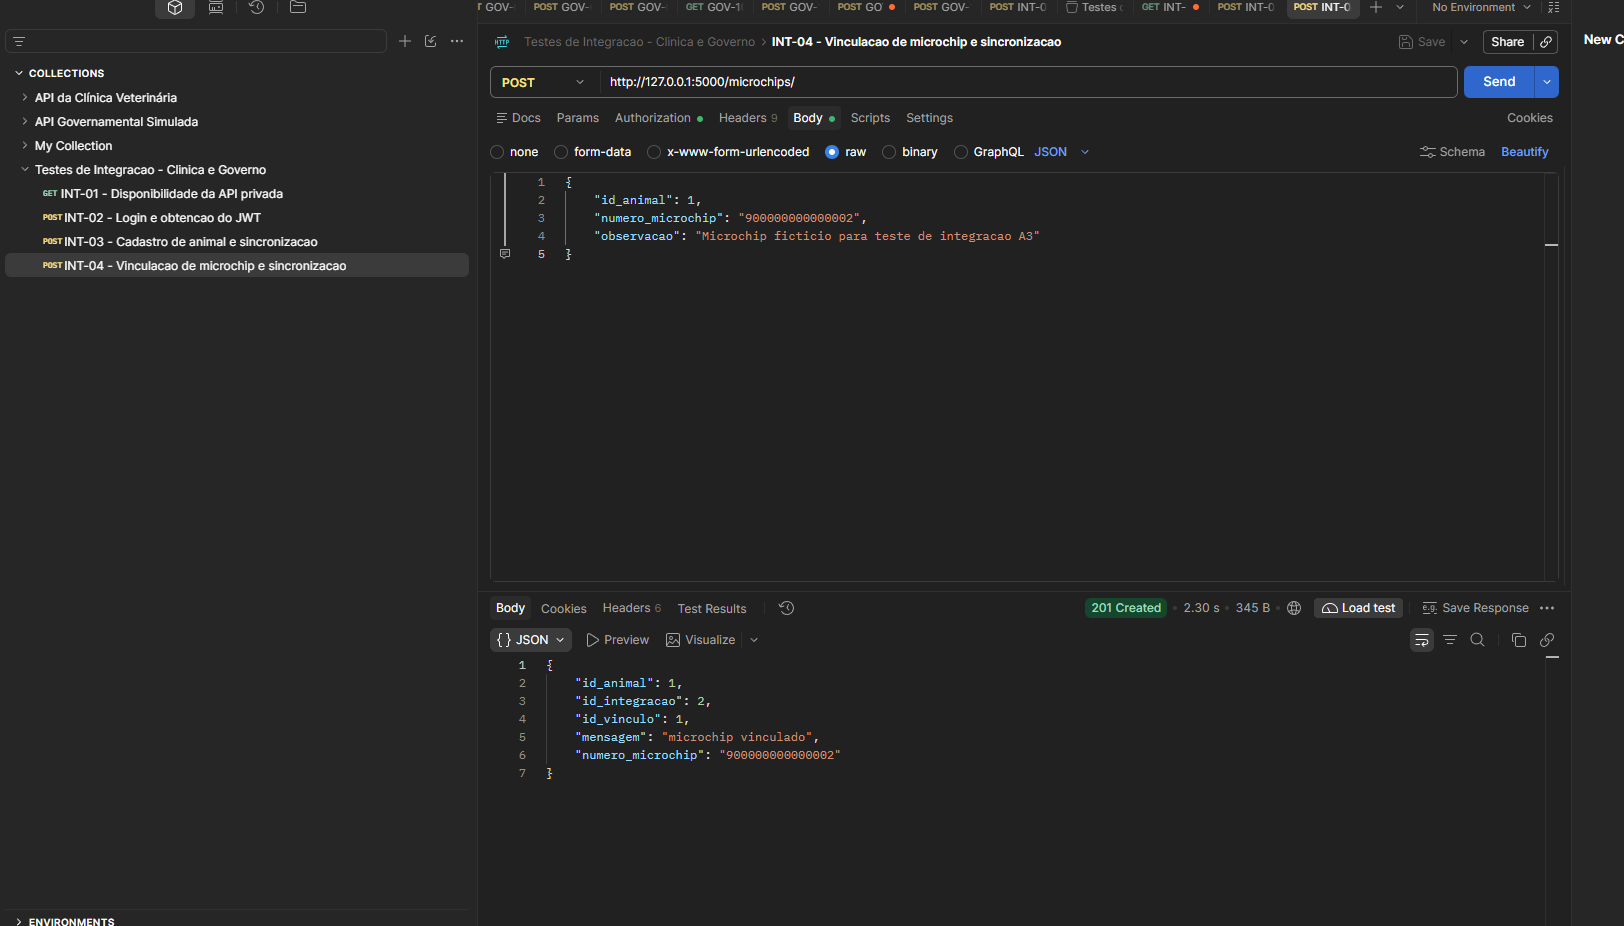 GOV-
POST GOV-
POST GOV-
GET GOV-1
POST GOV-
POST GO
POST GOV-
POST INT-0
Testes
GET INT-
POST INT-0
POST INT-0
No Environment
COLLECTIONS
API da Clínica Veterinária
API Governamental Simulada
My Collection
Testes de Integracao - Clinica e Governo
GET INT-01 - Disponibilidade da API privada
POST INT-02 - Login e obtencao do JWT
POST INT-03 - Cadastro de animal e sincronizacao
POST INT-04 - Vinculacao de microchip e sincronizacao
ENVIRONMENTS
HTTP Testes de Integracao - Clinica e Governo > INT-04 - Vinculacao de microchip e sincronizacao
Save
Share
New C
POST http://127.0.0.1:5000/microchips/
Send
Docs Params Authorization Headers 9 Body Scripts Settings
Cookies
none form-data x-www-form-urlencoded raw binary GraphQL JSON
Schema Beautify
1 {
2 "id_animal": 1,
3 "numero_microchip": "900000000000002",
4 "observacao": "Microchip ficticio para teste de integracao A3"
5 }
Body Cookies Headers 6 Test Results
201 Created 2.30 s 345 B Load test e.g. Save Response
{} JSON Preview Visualize
1 {
2 "id_animal": 1,
3 "id_integracao": 2,
4 "id_vinculo": 1,
5 "mensagem": "microchip vinculado",
6 "numero_microchip": "900000000000002"
7 }